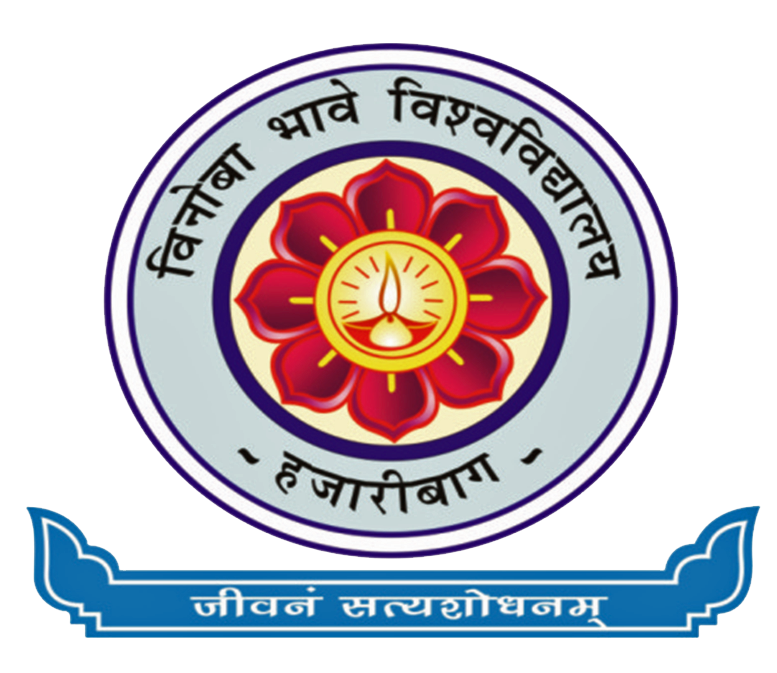 विनोबा भावे विश्वविद्यालय
- हजारीबाग -
जीवनं सत्यशोधनम्